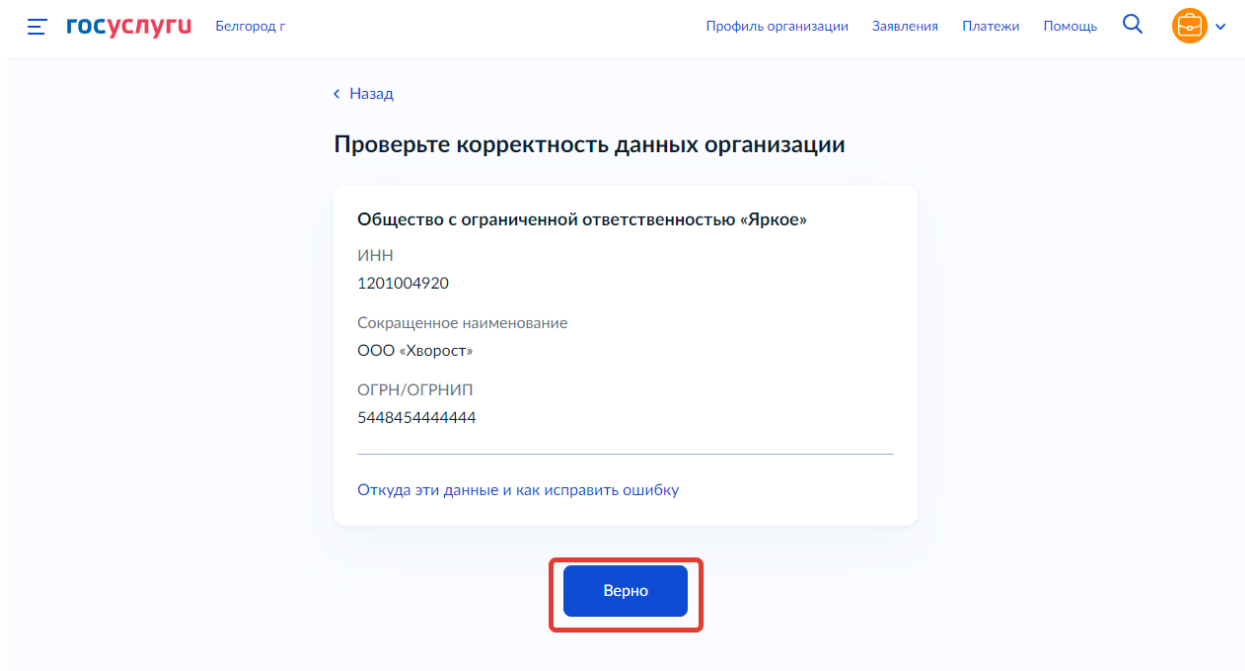 госуслуги Белгород г Профиль организации Заявления Платежи Помощь
Назад
Проверьте корректность данных организации
Общество с ограниченной ответственностью «Яркое»
ИНН
1201004920
Сокращенное наименование
ООО «Хворост»
ОГРН/ОГРНИП
5448454444444
Откуда эти данные и как исправить ошибку
Верно